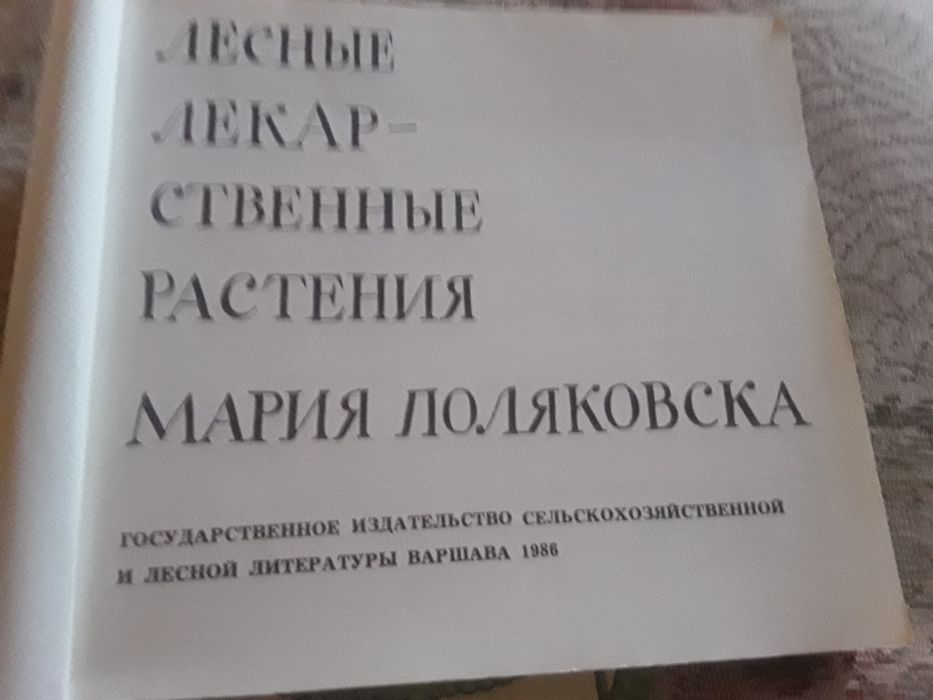 ЛЕСНЫЕ
ЛЕКАР-
СТВЕННЫЕ
РАСТЕНИЯ
МАРИЯ ПОЛЯКОВСКА
ГОСУДАРСТВЕННОЕ ИЗДАТЕЛЬСТВО СЕЛЬСКОХОЗЯЙСТВЕННОЙ
И ЛЕСНОЙ ЛИТЕРАТУРЫ ВАРШАВА 1986